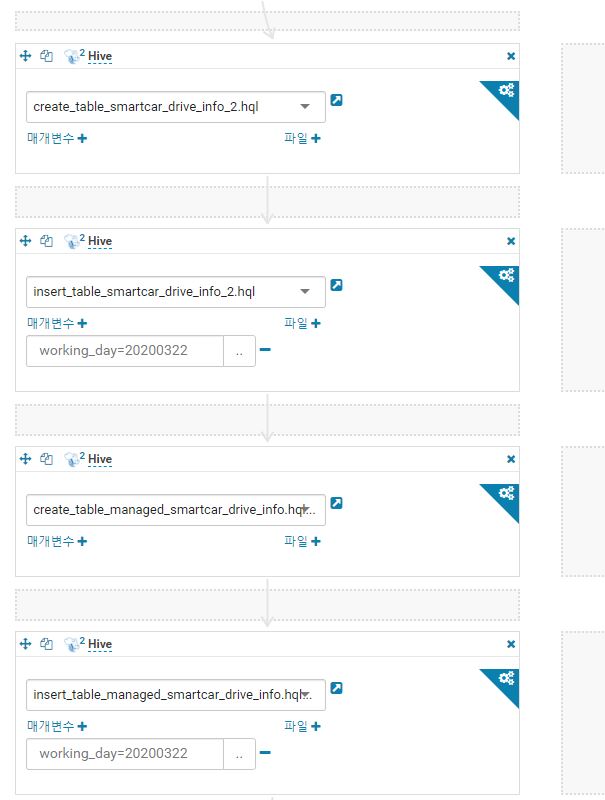 2 Hive
create_table_smartcar_drive_info_2.hql
매개변수 파일
2 Hive
insert_table_smartcar_drive_info_2.hql
매개변수 파일
working_day=20200322 ..
2 Hive
create_table_managed_smartcar_drive_info.hql...
매개변수 파일
2 Hive
insert_table_managed_smartcar_drive_info.hql...
매개변수 파일
working_day=20200322 ..